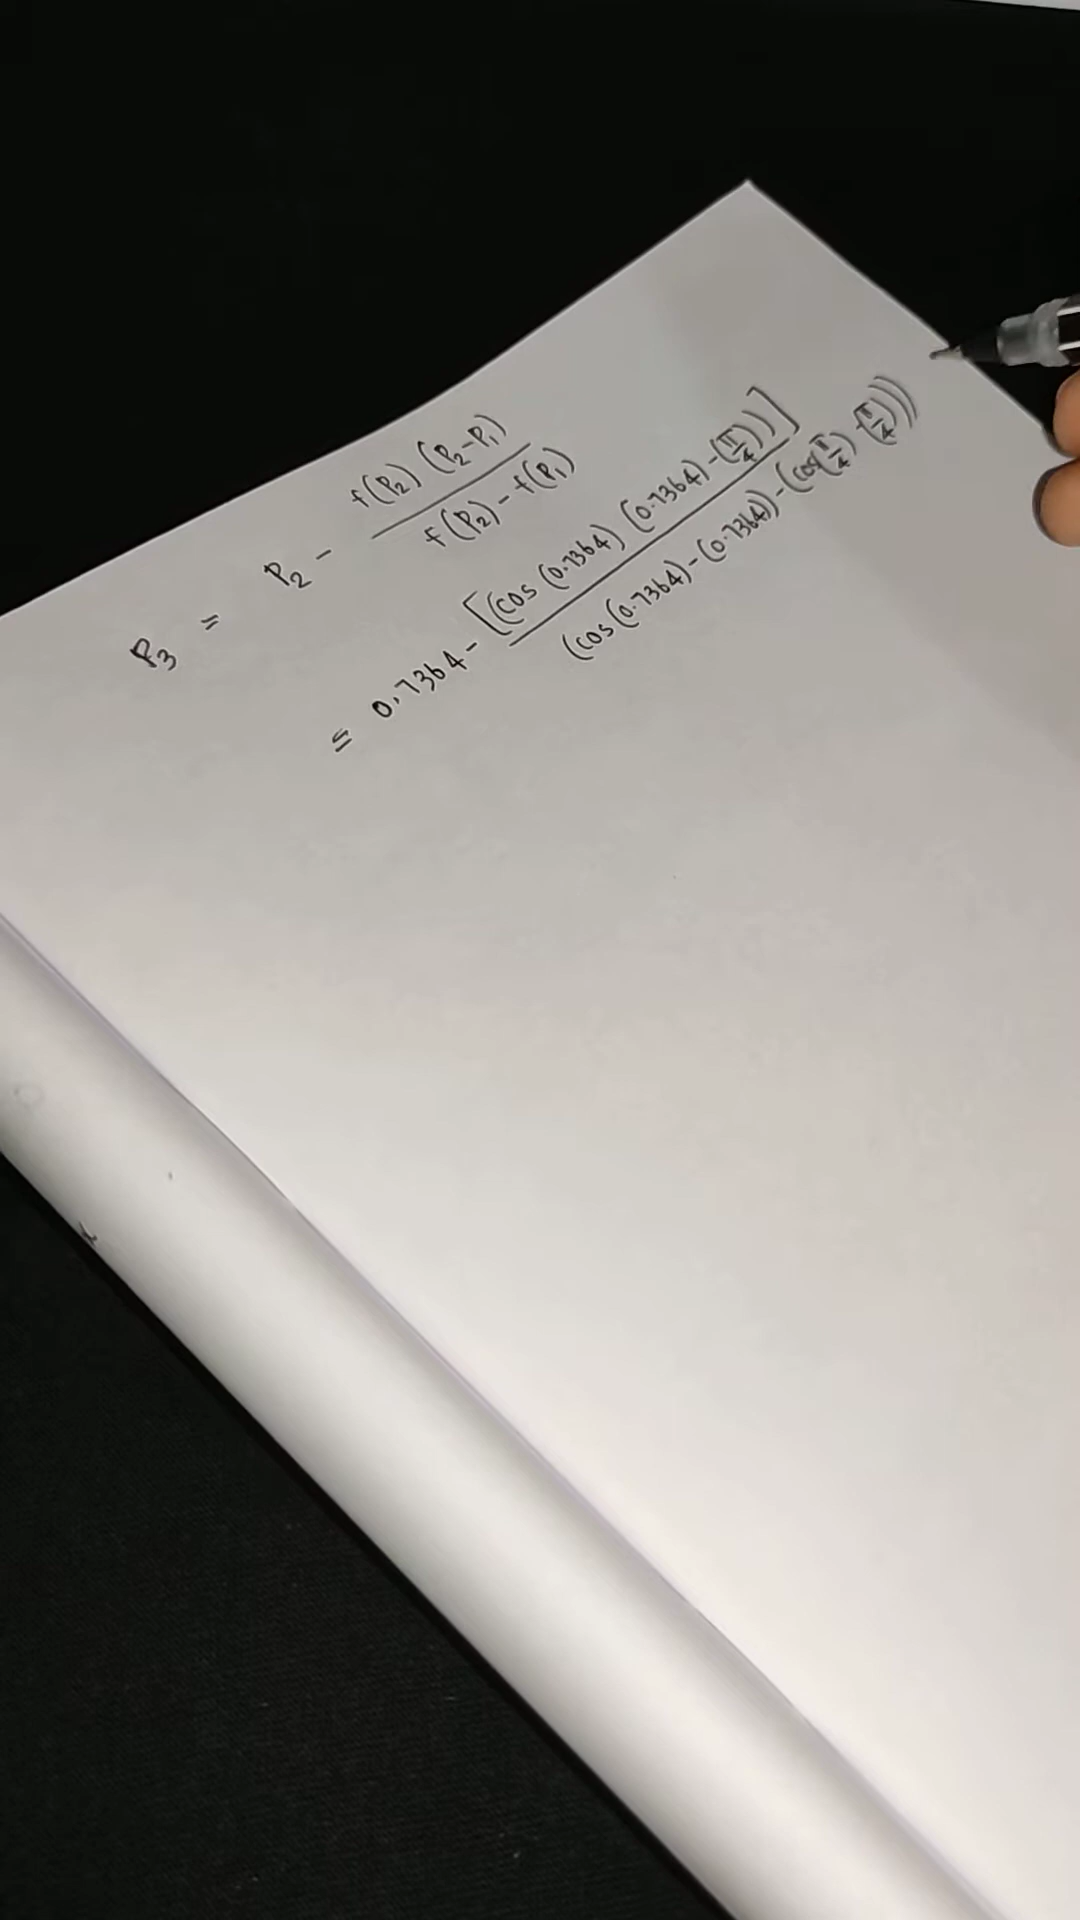 P₃ = P₂ - f(P₂) (P₂-P₁) / f(P₂) - f(P₁)
= 0.7364 - [(cos (0.7364) (0.7364) - (π/4))] / (cos (0.7364) - (0.7364)) - (cos(π/4) - (π/4)))